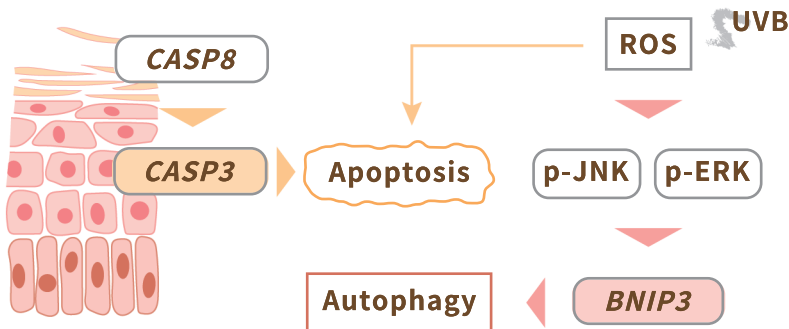 UVB
CASP8
ROS
CASP3
Apoptosis
p-JNK
p-ERK
Autophagy
BNIP3